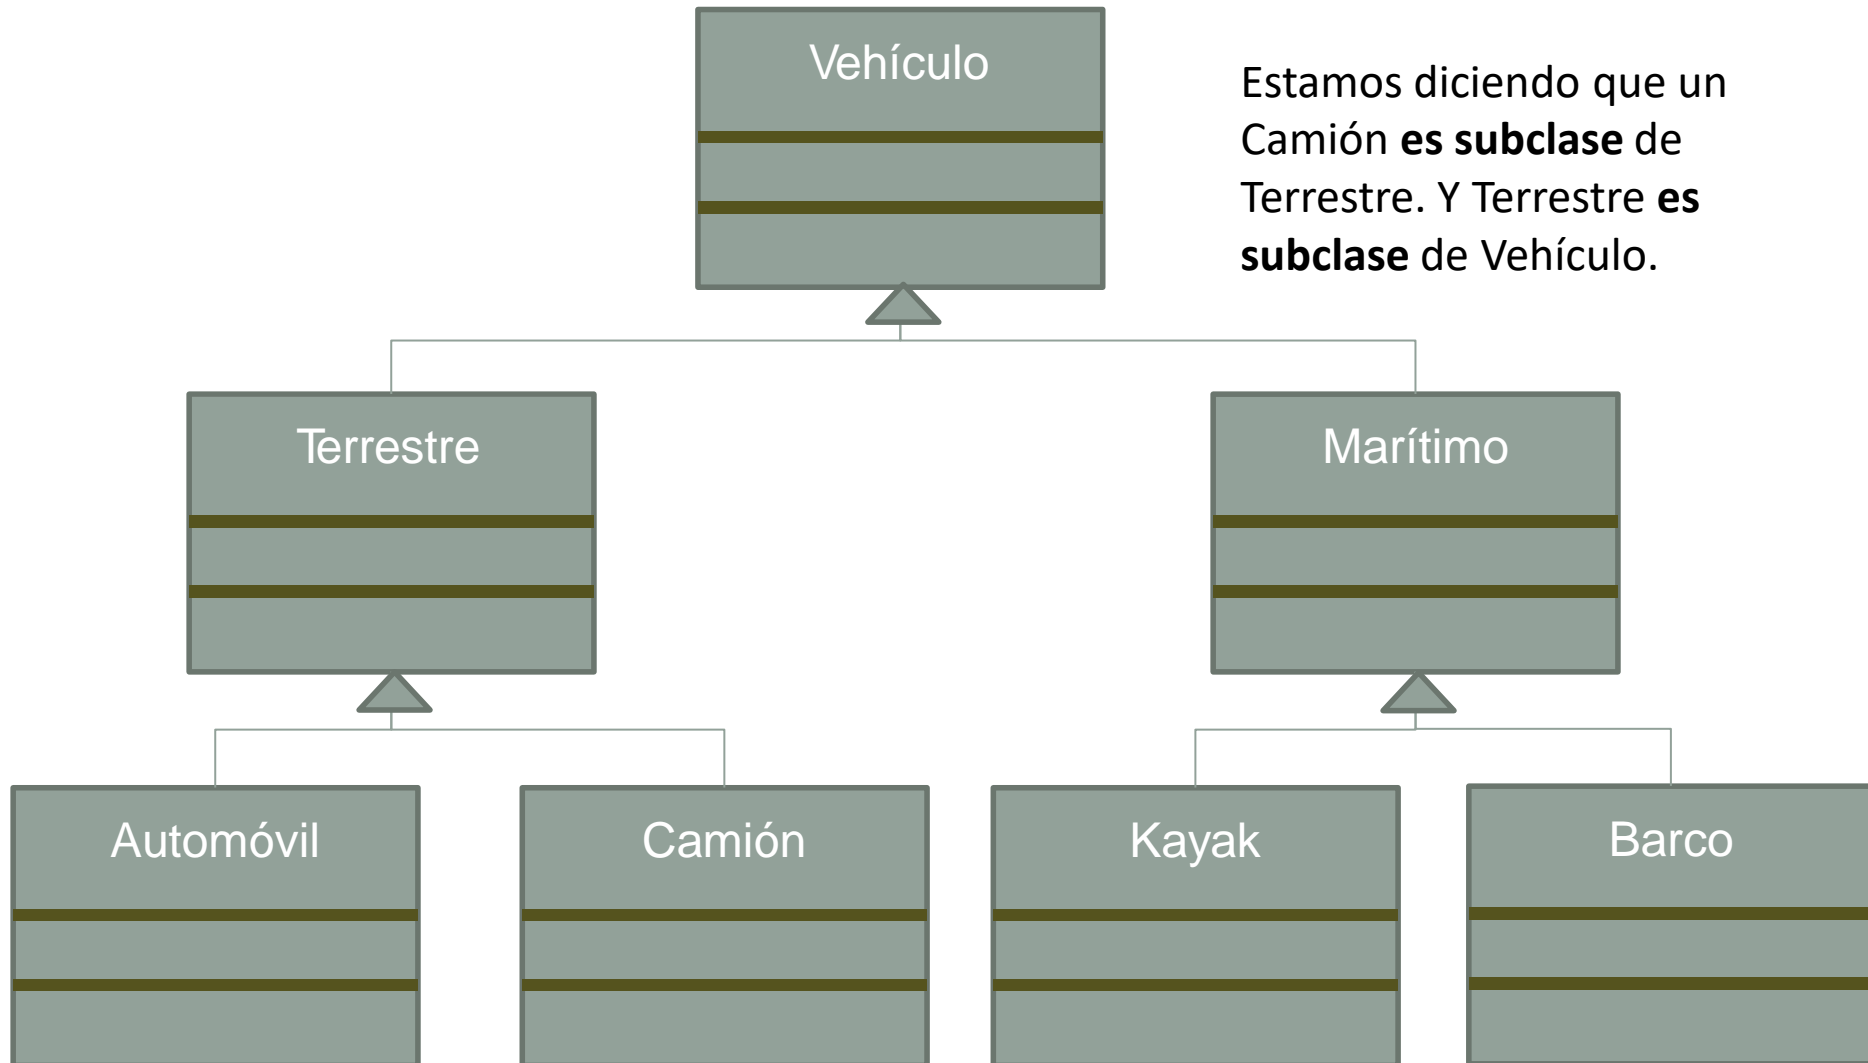 Vehículo
Estamos diciendo que un
Camión es subclase de
Terrestre. Y Terrestre es
subclase de Vehículo.
Terrestre
Marítimo
Automóvil
Camión
Kayak
Barco